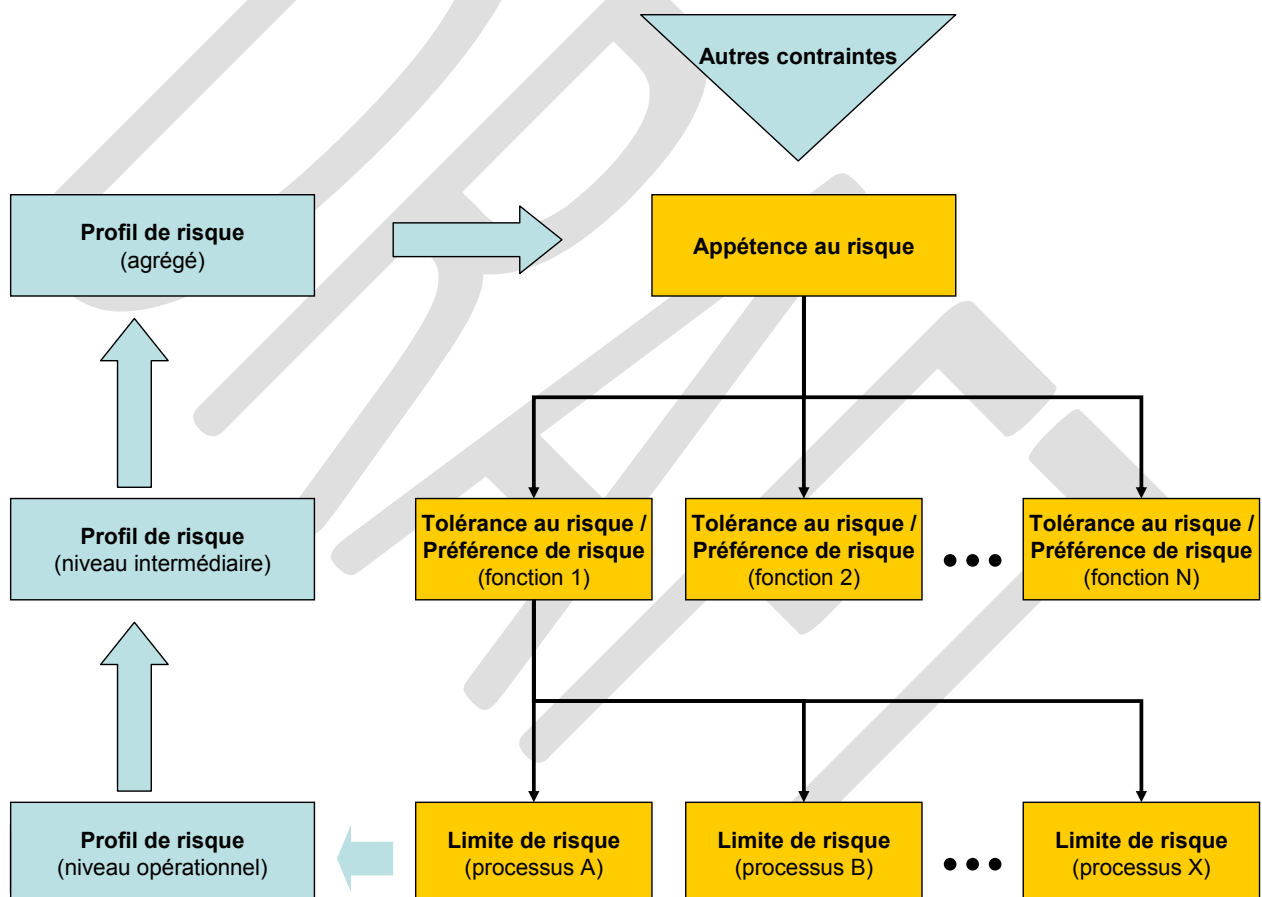 Autres contraintes
Profil de risque
(agrégé)
Appétence au risque
Profil de risque
(niveau intermédiaire)
Tolérance au risque /
Préférence de risque
(fonction 1)
Tolérance au risque /
Préférence de risque
(fonction 2)
•••
Tolérance au risque /
Préférence de risque
(fonction N)
Profil de risque
(niveau opérationnel)
Limite de risque
(processus A)
Limite de risque
(processus B)
•••
Limite de risque
(processus X)
DRAFT